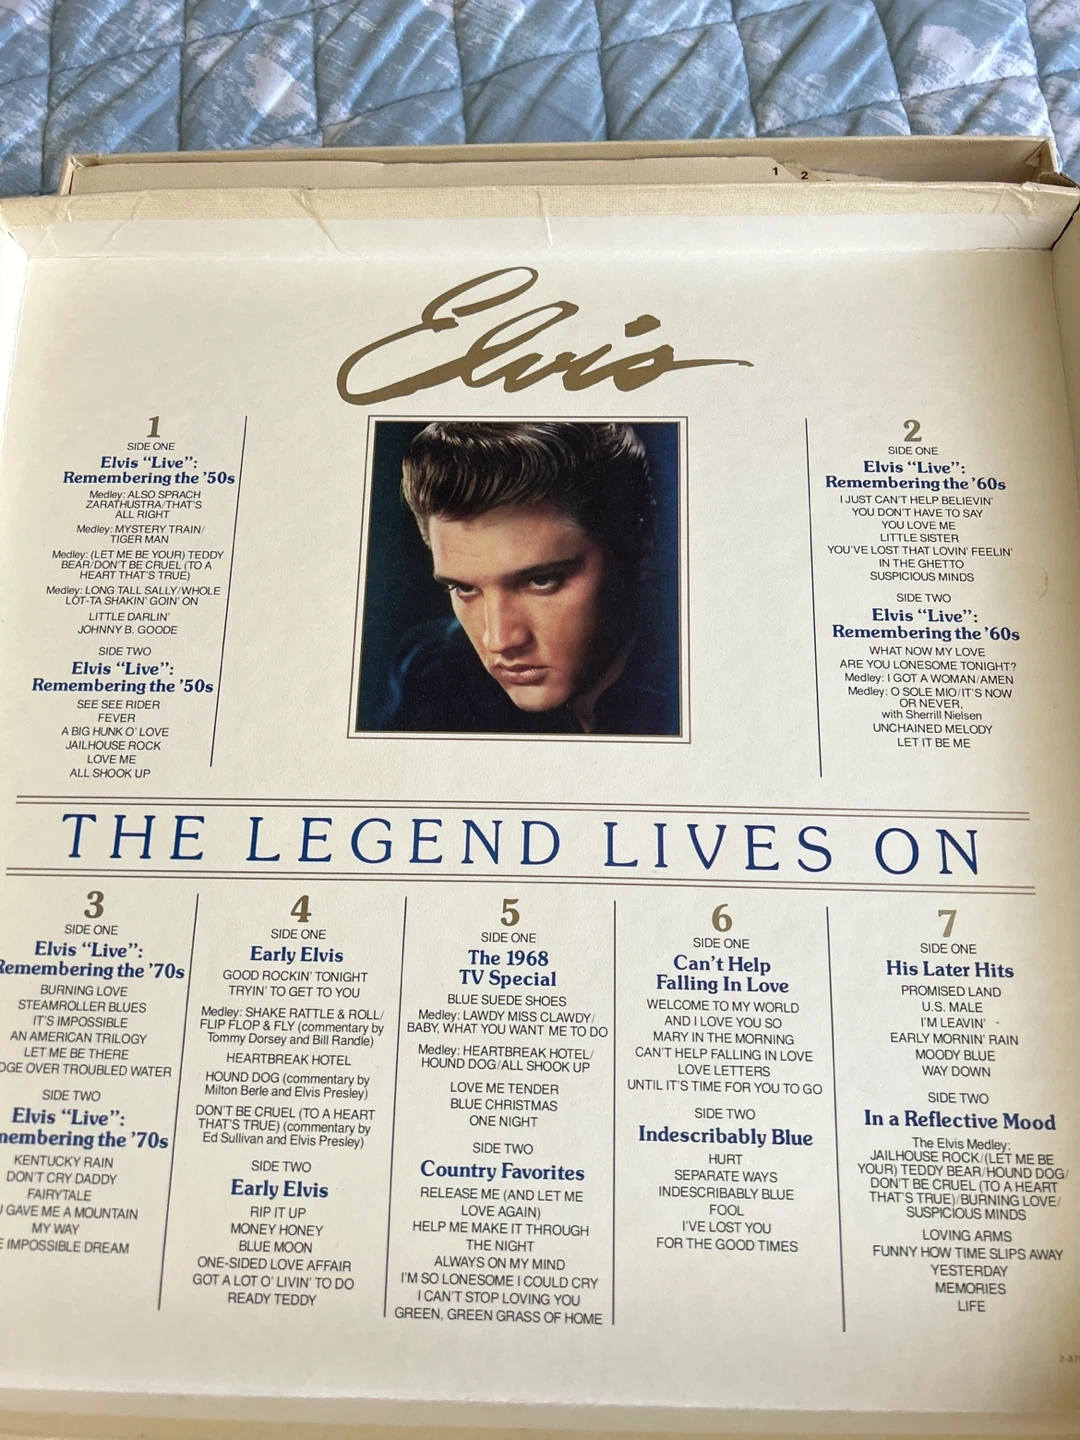 1 2
Elvis
1
SIDE ONE
Elvis “Live”:
Remembering the ’50s
Medley: ALSO SPRACH
ZARATHUSTRA/THAT’S
ALL RIGHT
Medley: MYSTERY TRAIN/
TIGER MAN
Medley: (LET ME BE YOUR) TEDDY
BEAR/DON’T BE CRUEL (TO A
HEART THAT’S TRUE)
Medley: LONG TALL SALLY/WHOLE
LOT-TA SHAKIN’ GOIN’ ON
LITTLE DARLIN’
JOHNNY B. GOODE
SIDE TWO
Elvis “Live”:
Remembering the ’50s
SEE SEE RIDER
FEVER
A BIG HUNK O’ LOVE
JAILHOUSE ROCK
LOVE ME
ALL SHOOK UP
2
SIDE ONE
Elvis “Live”:
Remembering the ’60s
I JUST CAN’T HELP BELIEVIN’
YOU DON’T HAVE TO SAY
YOU LOVE ME
LITTLE SISTER
YOU’VE LOST THAT LOVIN’ FEELIN’
IN THE GHETTO
SUSPICIOUS MINDS
SIDE TWO
Elvis “Live”:
Remembering the ’60s
WHAT NOW MY LOVE
ARE YOU LONESOME TONIGHT?
Medley: I GOT A WOMAN/AMEN
Medley: O SOLE MIO/IT’S NOW
OR NEVER,
with Sherrill Nielsen
UNCHAINED MELODY
LET IT BE ME
THE LEGEND LIVES ON
3
SIDE ONE
Elvis “Live”:
Remembering the ’70s
BURNING LOVE
STEAMROLLER BLUES
IT’S IMPOSSIBLE
AN AMERICAN TRILOGY
LET ME BE THERE
OVER TROUBLED WATER
SIDE TWO
Elvis “Live”:
the ’70s
KENTUCKY RAIN
DON’T CRY DADDY
FAIRYTALE
GAVE ME A MOUNTAIN
MY WAY
IMPOSSIBLE DREAM
4
SIDE ONE
Early Elvis
GOOD ROCKIN’ TONIGHT
TRYIN’ TO GET TO YOU
Medley: SHAKE RATTLE & ROLL/
FLIP FLOP & FLY (commentary by
Tommy Dorsey and Bill Randle)
HEARTBREAK HOTEL
HOUND DOG (commentary by
Milton Berle and Elvis Presley)
DON’T BE CRUEL (TO A HEART
THAT’S TRUE) (commentary by
Ed Sullivan and Elvis Presley)
SIDE TWO
Early Elvis
RIP IT UP
MONEY HONEY
BLUE MOON
ONE-SIDED LOVE AFFAIR
GOT A LOT O’ LIVIN’ TO DO
READY TEDDY
5
SIDE ONE
The 1968
TV Special
BLUE SUEDE SHOES
Medley: LAWDY MISS CLAWDY/
BABY, WHAT YOU WANT ME TO DO
Medley: HEARTBREAK HOTEL/
HOUND DOG/ALL SHOOK UP
LOVE ME TENDER
BLUE CHRISTMAS
ONE NIGHT
SIDE TWO
Country Favorites
RELEASE ME (AND LET ME
LOVE AGAIN)
HELP ME MAKE IT THROUGH
THE NIGHT
ALWAYS ON MY MIND
I’M SO LONESOME I COULD CRY
I CAN’T STOP LOVING YOU
GREEN, GREEN GRASS OF HOME
6
SIDE ONE
Can’t Help
Falling In Love
WELCOME TO MY WORLD
AND I LOVE YOU SO
MARY IN THE MORNING
CAN’T HELP FALLING IN LOVE
LOVE LETTERS
UNTIL IT’S TIME FOR YOU TO GO
SIDE TWO
Indescribably Blue
HURT
SEPARATE WAYS
INDESCRIBABLY BLUE
FOOL
I’VE LOST YOU
FOR THE GOOD TIMES
7
SIDE ONE
His Later Hits
PROMISED LAND
U.S. MALE
I’M LEAVIN’
EARLY MORNIN’ RAIN
MOODY BLUE
WAY DOWN
SIDE TWO
In a Reflective Mood
The Elvis Medley:
JAILHOUSE ROCK/(LET ME BE
YOUR) TEDDY BEAR/HOUND DOG/
DON’T BE CRUEL (TO A HEART
THAT’S TRUE)/BURNING LOVE/
SUSPICIOUS MINDS
LOVING ARMS
FUNNY HOW TIME SLIPS AWAY
YESTERDAY
MEMORIES
LIFE